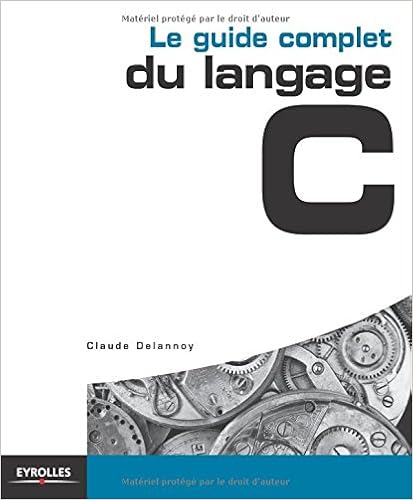 Matériel protégé par le droit d'auteur
Le guide complet
du langage
C
Claude Delannoy
EYROLLES
Matériel protégé par le droit d'auteur